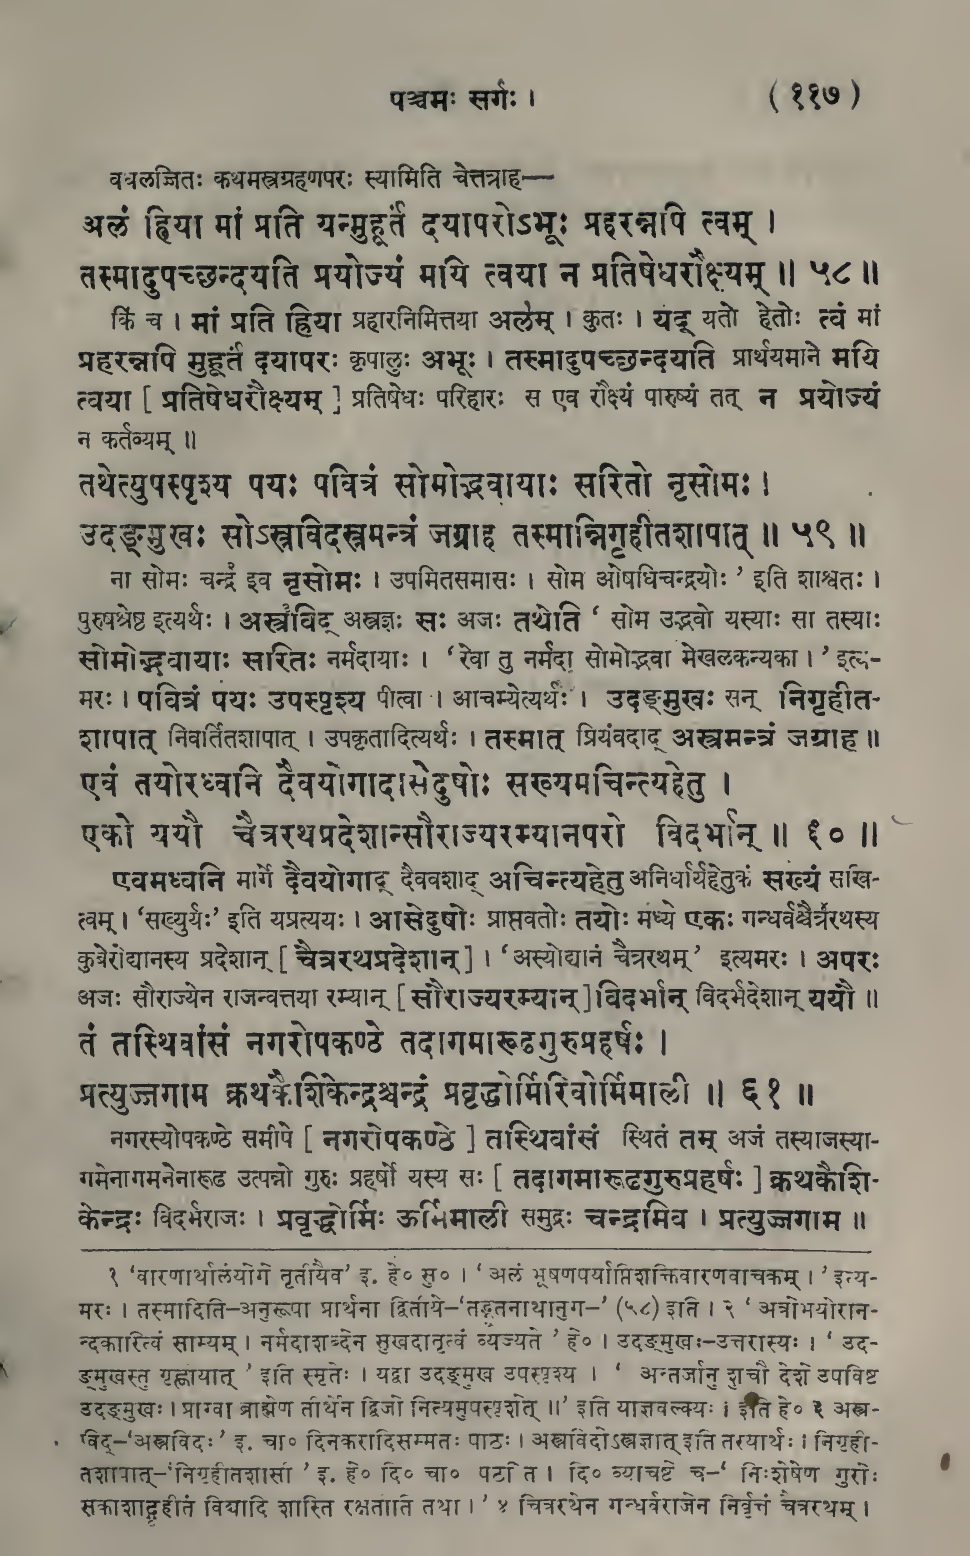 पञ्चमः सर्गः ।
( ११७ )
वधलज्जितः कथमस्त्रग्रहणपरः स्यामिति चेत्तत्राह—
अलं ह्रिया मां प्रति यन्मुहूर्तं दयापरोऽभूः प्रहरन्नपि त्वम् ।
तस्मादुपच्छन्दयति प्रयोज्यं मयि त्वया न प्रतिषेधरौक्ष्यम् ॥ ५८ ॥
किं च । मां प्रति ह्रिया प्रहारनिमित्तया अलम् । कुतः । यद् यतो हेतोः त्वं मां
प्रहरन्नपि मुहूर्तं दयापरः कृपालुः अभूः । तस्मादुपच्छन्दयति प्रार्थयमाने मयि
त्वया [ प्रतिषेधरौक्ष्यम् ] प्रतिषेधः परिहारः स एव रौक्ष्यं पारुष्यं तत् न प्रयोज्यं
न कर्तव्यम् ॥
तथेत्युपस्पृश्य पयः पवित्रं सोमोद्भवायाः सरितो नृसोमः ।
उदङ्मुखः सोऽस्त्रविदस्त्रमन्त्रं जग्राह तस्मान्निगृहीतशापात् ॥ ५९ ॥
ना सोमः चन्द्र इव नृसोमः । उपमितसमासः । सोम ओषधिचन्द्रयोः ’ इति शाश्वतः ।
पुरुषश्रेष्ठ इत्यर्थः । अस्त्रविद् अस्त्रज्ञः सः अजः तथेति ‘ सोम उद्भवो यस्याः सा तस्याः
सोमोद्भवायाः सरितः नर्मदायाः । ‘रेवा तु नर्मदा सोमोद्भवा मेखलकन्यका । ’ इत्य-
मरः । पवित्रं पयः उपस्पृश्य पीत्वा । आचम्येत्यर्थः । उदङ्मुखः सन् निगृहीत-
शापात् निवर्तितशापात् । उपकृतादित्यर्थः । तस्मात् प्रियंवदाद् अस्त्रमन्त्रं जग्राह ॥
एवं तयोरध्वनि दैवयोगादासेदुषोः सख्यमचिन्त्यहेतु ।
एको ययौ चैत्ररथप्रदेशान्सौराज्यरम्यानपरो विदर्भान् ॥ ६० ॥
एवमध्वनि मार्गे दैवयोगाद् दैववशाद् अचिन्त्यहेतु अनिर्धार्यहेतुकं सख्यं सखि-
त्वम् । ‘सख्युर्यः’ इति यप्रत्ययः । आसेदुषोः प्राप्तवतोः तयोः मध्ये एकः गन्धर्वश्चैत्ररथस्य
कुबेरोद्यानस्य प्रदेशान् [ चैत्ररथप्रदेशान् ] । ‘अस्योद्यानं चैत्ररथम्’ इत्यमरः । अपरः
अजः सौराज्येन राजन्वत्तया रम्यान् [ सौराज्यरम्यान् ] विदर्भान् विदर्भदेशान् ययौ ॥
तं तस्थिवांसं नगरोपकण्ठे तदागमारूढगुरुप्रहर्षः ।
प्रत्युज्जगाम क्रथकैशिकेन्द्रश्चन्द्रं प्रवृद्धोर्मिरिवोर्मिमाली ॥ ६१ ॥
नगरस्योपकण्ठे समीपे [ नगरोपकण्ठे ] तस्थिवांसं स्थितं तम् अजं तस्याजस्या-
गमेनागमनेनारूढ उत्पन्नो गुरुः प्रहर्षो यस्य सः [ तदागमारूढगुरुप्रहर्षः ] क्रथकैशि-
केन्द्रः विदर्भराजः । प्रवृद्धोर्मिः ऊर्मिमाली समुद्रः चन्द्रमिव । प्रत्युज्जगाम ॥
१ ‘वारणार्थालंयोगे तृतीयैव’ इ. हे० सु० । ‘ अलं भूषणपर्याप्तिशक्तिवारणवाचकम् । ’ इत्य-
मरः । तस्मादिति–अनुरूपा प्रार्थना द्वितीये–‘तद्भूतनाथानुग–’ (५८) इति । २ ‘ अत्रोभयोरान-
न्दकारित्वं साम्यम् । नर्मदाशब्देन सुखदातृत्वं व्यज्यते ’ हे० । उदङ्मुखः–उत्तरास्यः । ‘ उद-
ङ्मुखस्तु गृह्णीयात् ’ इति स्मृतेः । यद्वा उदङ्मुख उपस्पृश्य । ‘ अन्तर्जानु शुचौ देशे उपविष्ट
उदङ्मुखः । प्राग्वा ब्राह्मेण तीर्थेन द्विजो नित्यमुपस्पृशेत् ॥’ इति याज्ञवल्क्यः । इति हे० ३ अस्त्र-
विद्–‘अस्त्रविदः’ इ. चा० दिनकरादिसम्मतः पाठः । अस्त्रविदोऽस्त्रज्ञात् इति तस्यार्थः । निगृही-
तशापात्–‘निगृहीतशासी ’ इ. हे० दि० चा० पठति । दि० व्याचष्टे च–‘ निःशेषेण गुरोः
सकाशाद्गृहीतं विद्यादि शास्ति रक्षतीति तथा । ’ ४ चित्ररथेन गन्धर्वराजेन निर्वृत्तं चैत्ररथम् ।